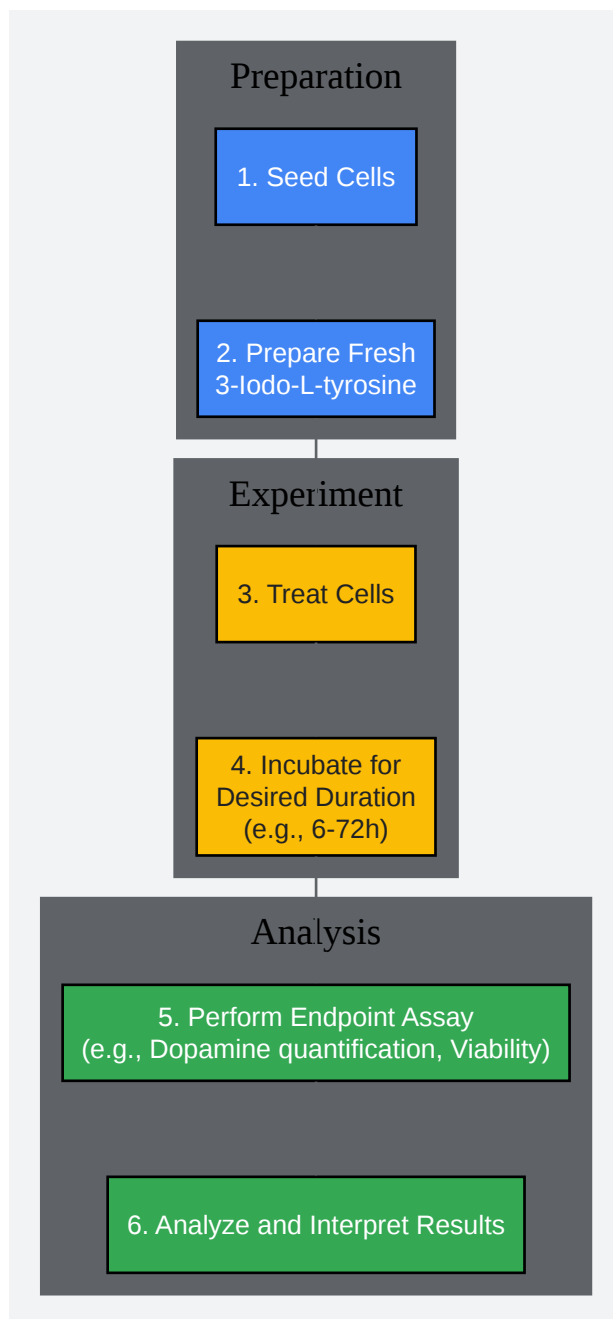 Preparation
1. Seed Cells
2. Prepare Fresh
3-Iodo-L-tyrosine
Experiment
3. Treat Cells
4. Incubate for
Desired Duration
(e.g., 6-72h)
Analysis
5. Perform Endpoint Assay
(e.g., Dopamine quantification, Viability)
6. Analyze and Interpret Results